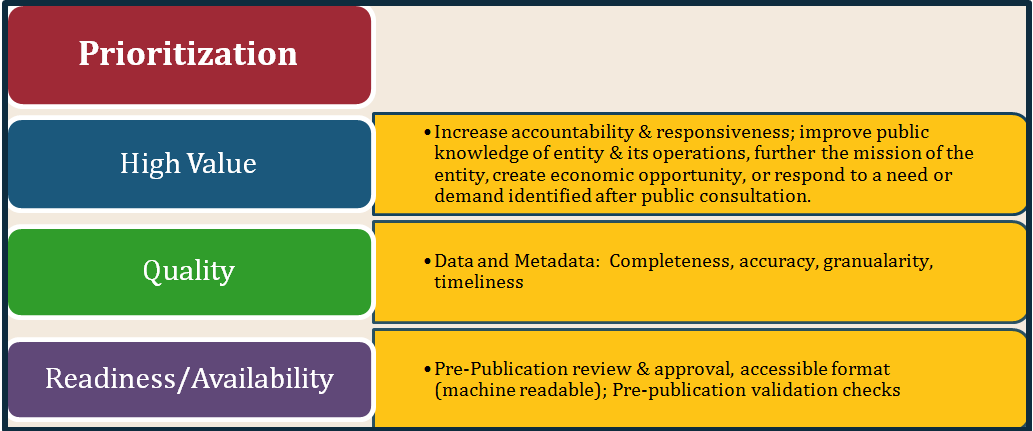 Prioritization
High Value
•Increase accountability & responsiveness; improve public
knowledge of entity & its operations, further the mission of the
entity, create economic opportunity, or respond to a need or
demand identified after public consultation.
Quality
•Data and Metadata:  Completeness, accuracy, granualarity,
timeliness
Readiness/Availability
•Pre-Publication review & approval, accessible format
(machine readable); Pre-publication validation checks